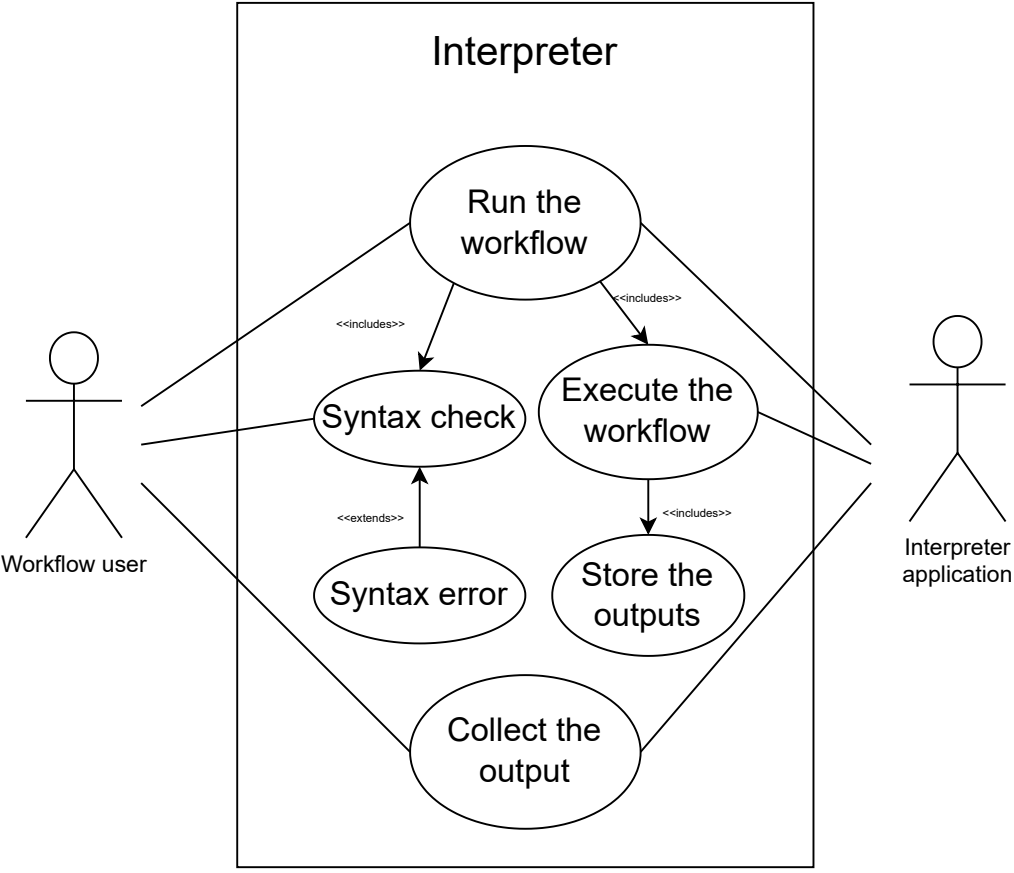 Interpreter
Run the
workflow
<<includes>>
<<includes>>
Syntax check
Execute the
workflow
<<extends>>
<<includes>>
Syntax error
Store the
outputs
Workflow user
Interpreter
application
Collect the
output